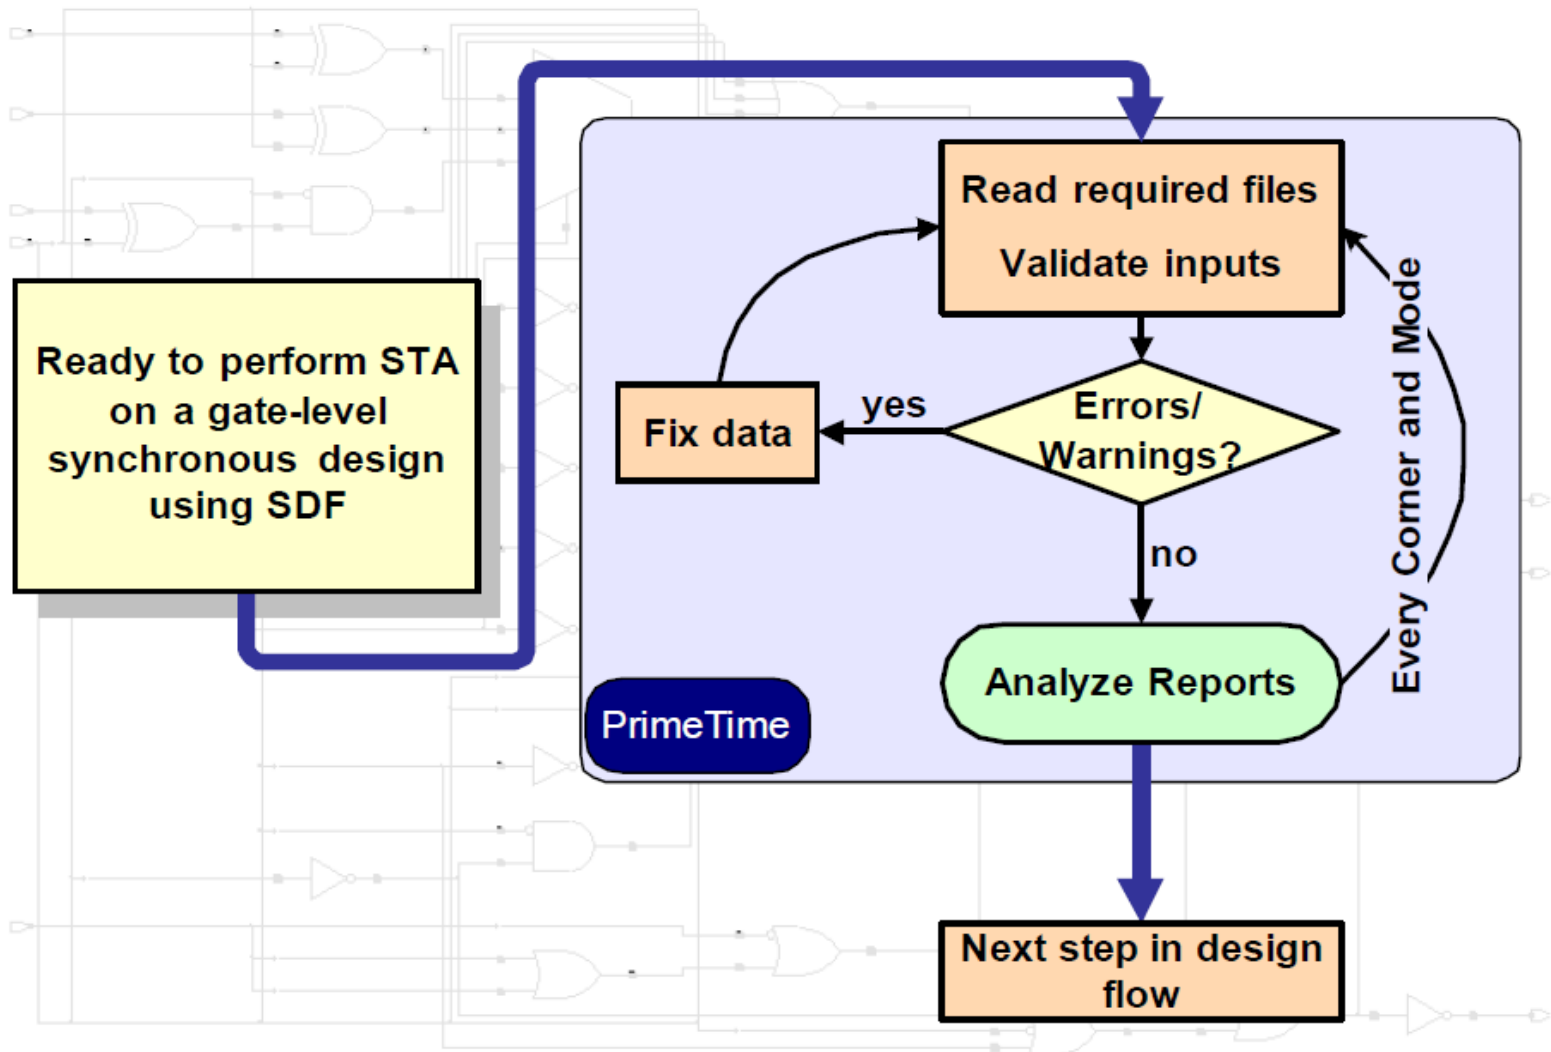 Ready to perform STA
on a gate-level
synchronous design
using SDF
Read required files
Validate inputs
Errors/
Warnings?
yes
Fix data
no
Every Corner and Mode
Analyze Reports
PrimeTime
Next step in design
flow